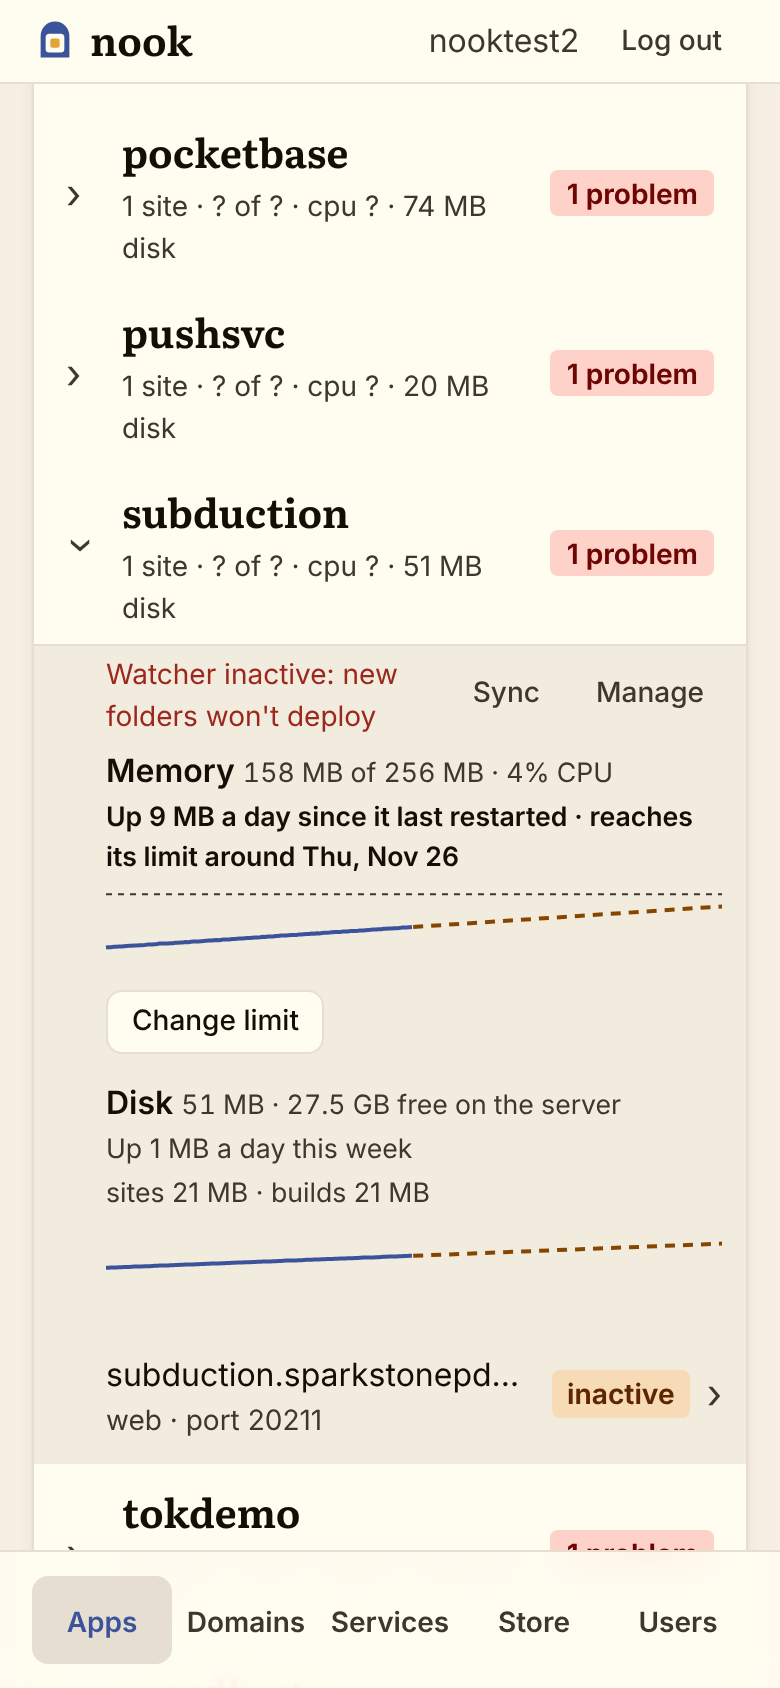 nook
nooktest2
Log out
pocketbase
1 site · ? of ? · cpu ? · 74 MB
disk
1 problem
pushsvc
1 site · ? of ? · cpu ? · 20 MB
disk
1 problem
subduction
1 site · ? of ? · cpu ? · 51 MB
disk
1 problem
Watcher inactive: new
folders won't deploy
Sync
Manage
Memory 158 MB of 256 MB · 4% CPU
Up 9 MB a day since it last restarted · reaches
its limit around Thu, Nov 26
Change limit
Disk 51 MB · 27.5 GB free on the server
Up 1 MB a day this week
sites 21 MB · builds 21 MB
subduction.sparkstonepd...
web · port 20211
inactive
tokdemo
1 problem
Apps
Domains
Services
Store
Users